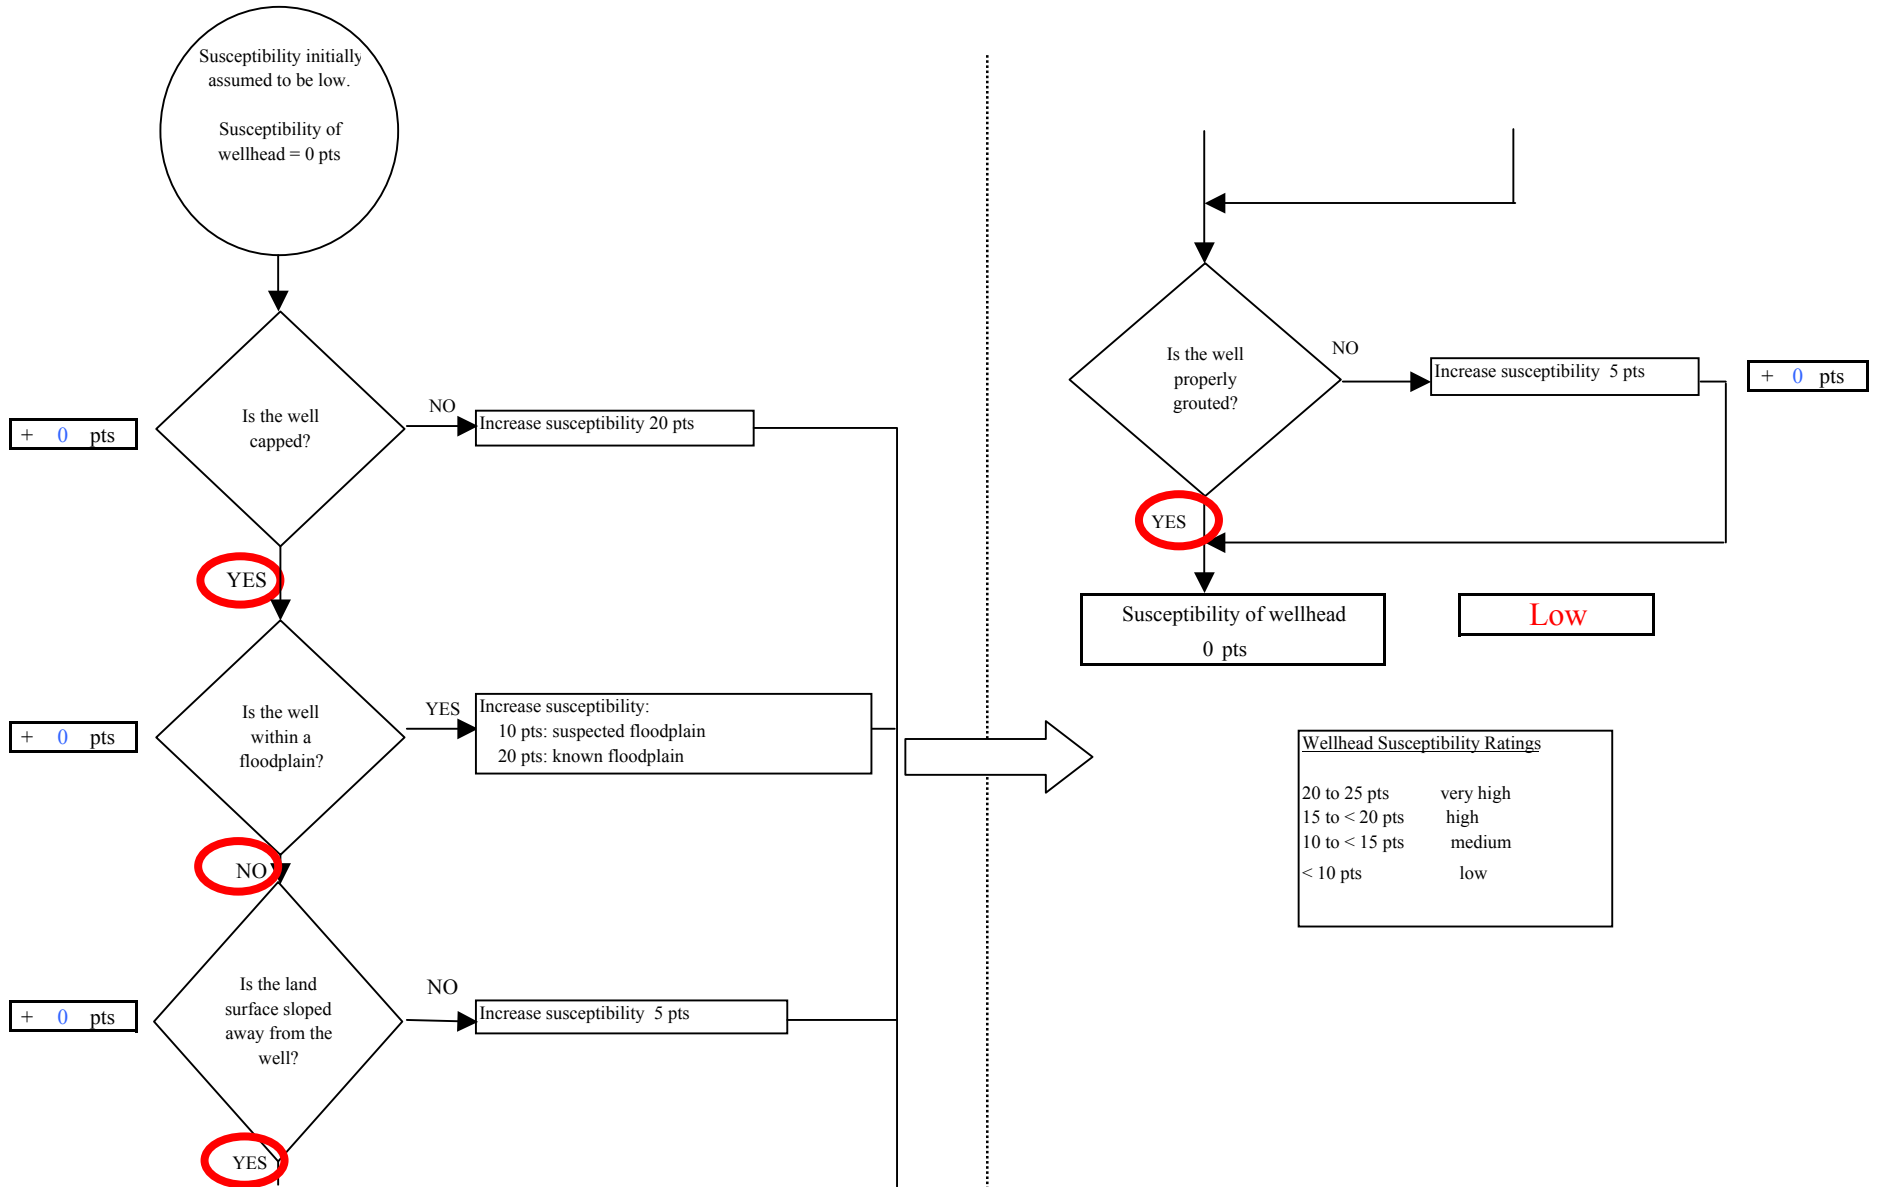 Susceptibility initially
assumed to be low.
Susceptibility of
wellhead = 0 pts
Is the well
capped?
NO
Increase susceptibility 20 pts
+ 0 pts
YES
Is the well
within a
floodplain?
YES
Increase susceptibility:
10 pts: suspected floodplain
20 pts: known floodplain
+ 0 pts
NO
Is the land
surface sloped
away from the
well?
NO
Increase susceptibility 5 pts
+ 0 pts
YES
Is the well
properly
grouted?
NO
Increase susceptibility 5 pts
+ 0 pts
YES
Susceptibility of wellhead
0 pts
Low
Wellhead Susceptibility Ratings
20 to 25 pts very high
15 to < 20 pts high
10 to < 15 pts medium
< 10 pts low